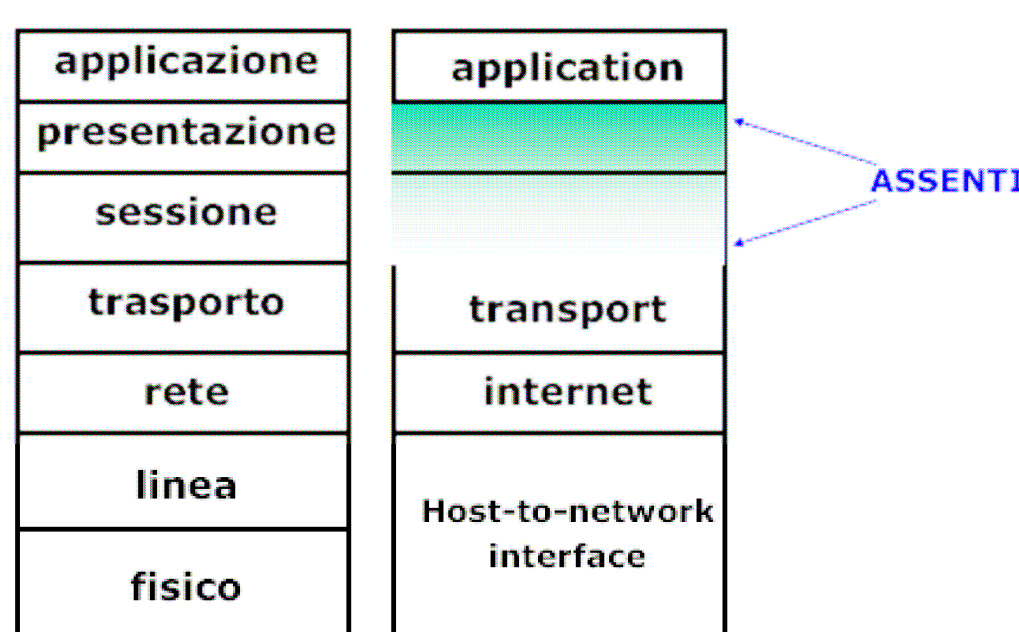 applicazione
presentazione
sessione
trasporto
rete
linea
fisico
application
ASSENTI
transport
internet
Host-to-network
interface